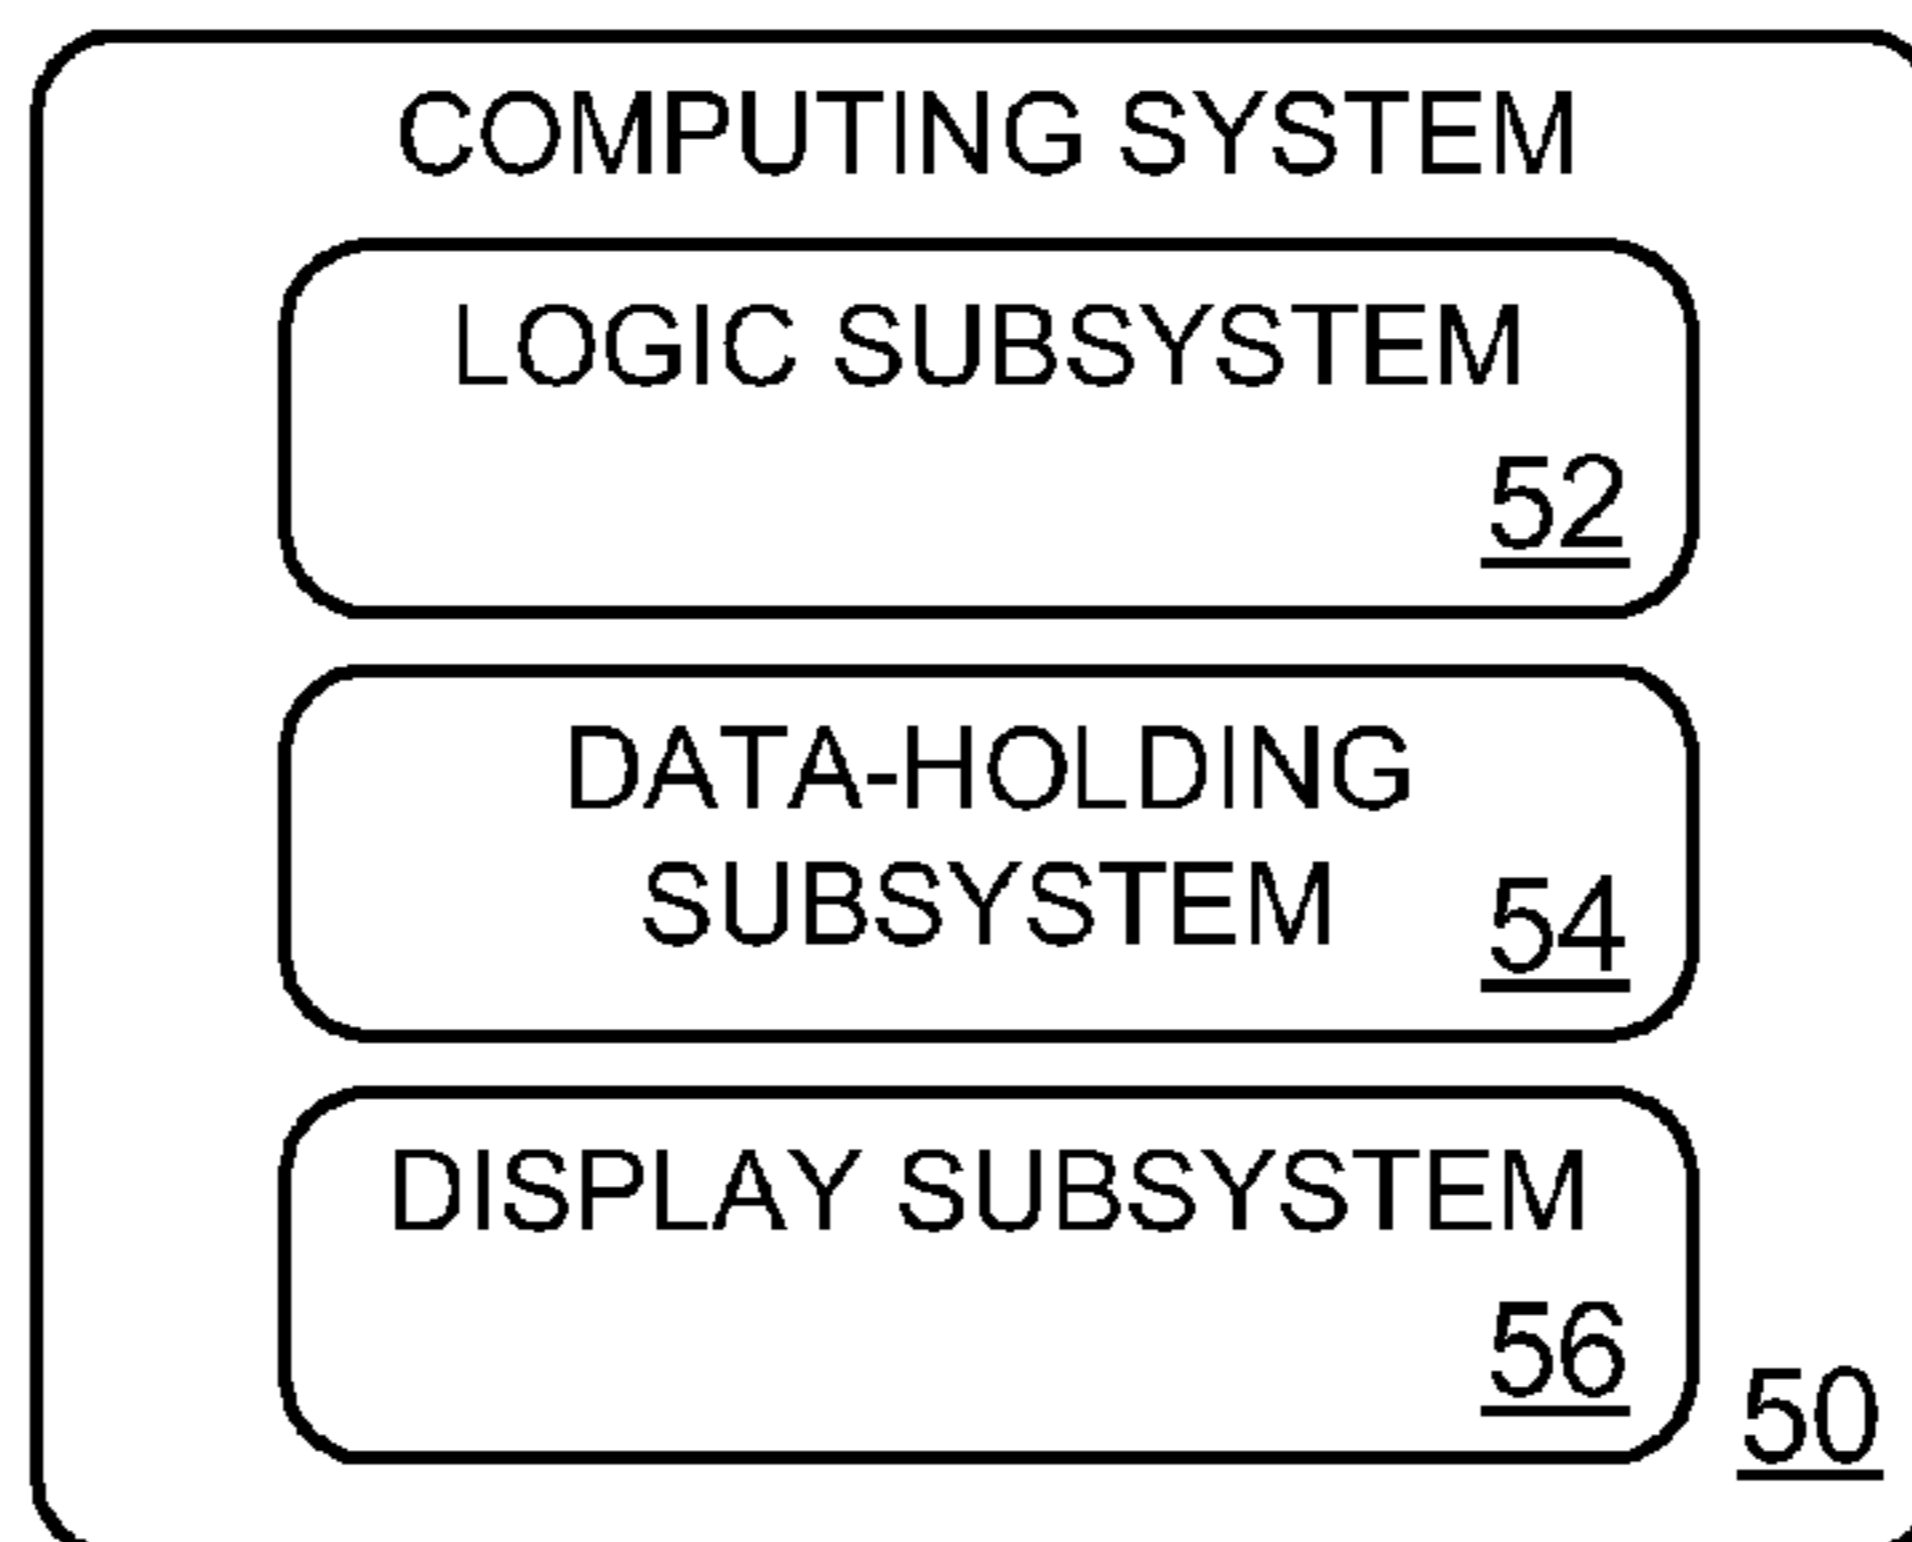 COMPUTING SYSTEM
LOGIC SUBSYSTEM
52
DATA-HOLDING
SUBSYSTEM
54
DISPLAY SUBSYSTEM
56
50